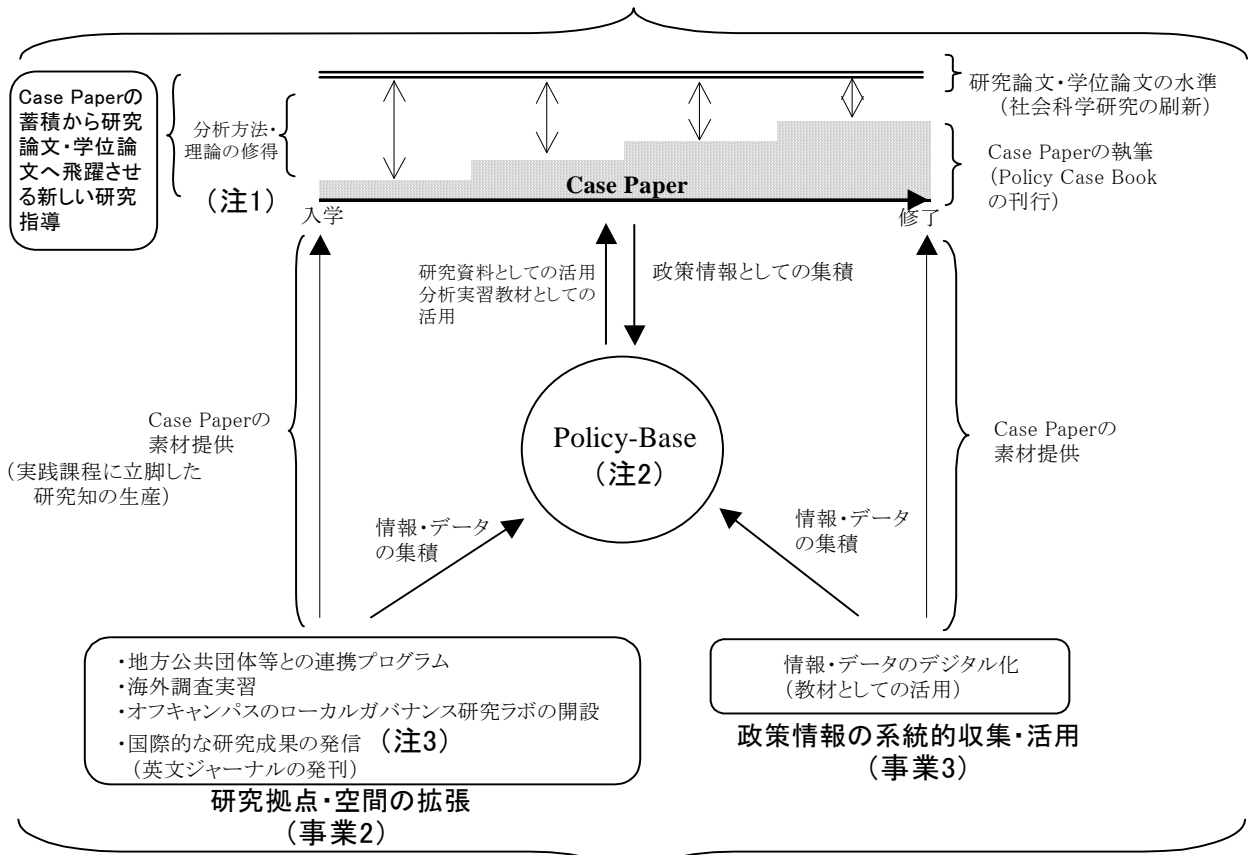 Case Paperの
蓄積から研究
論文・学位論
文へ飛躍させ
る新しい研究
指導
分析方法・
理論の修得
(注1)
研究論文・学位論文の水準
(社会科学研究の刷新)
Case Paperの執筆
(Policy Case Book
の刊行)
Case Paper
入学
修了
研究資料としての活用
分析実習教材としての
活用
政策情報としての集積
Case Paperの
素材提供
(実践課程に立脚した
研究知の生産)
Policy-Base
(注2)
Case Paperの
素材提供
情報・データ
の集積
情報・データ
の集積
・地方公共団体等との連携プログラム
・海外調査実習
・オフキャンパスのローカルガバナンス研究ラボの開設
・国際的な研究成果の発信 (注3)
(英文ジャーナルの発刊)
研究拠点・空間の拡張
(事業2)
情報・データのデジタル化
(教材としての活用)
政策情報の系統的収集・活用
(事業3)